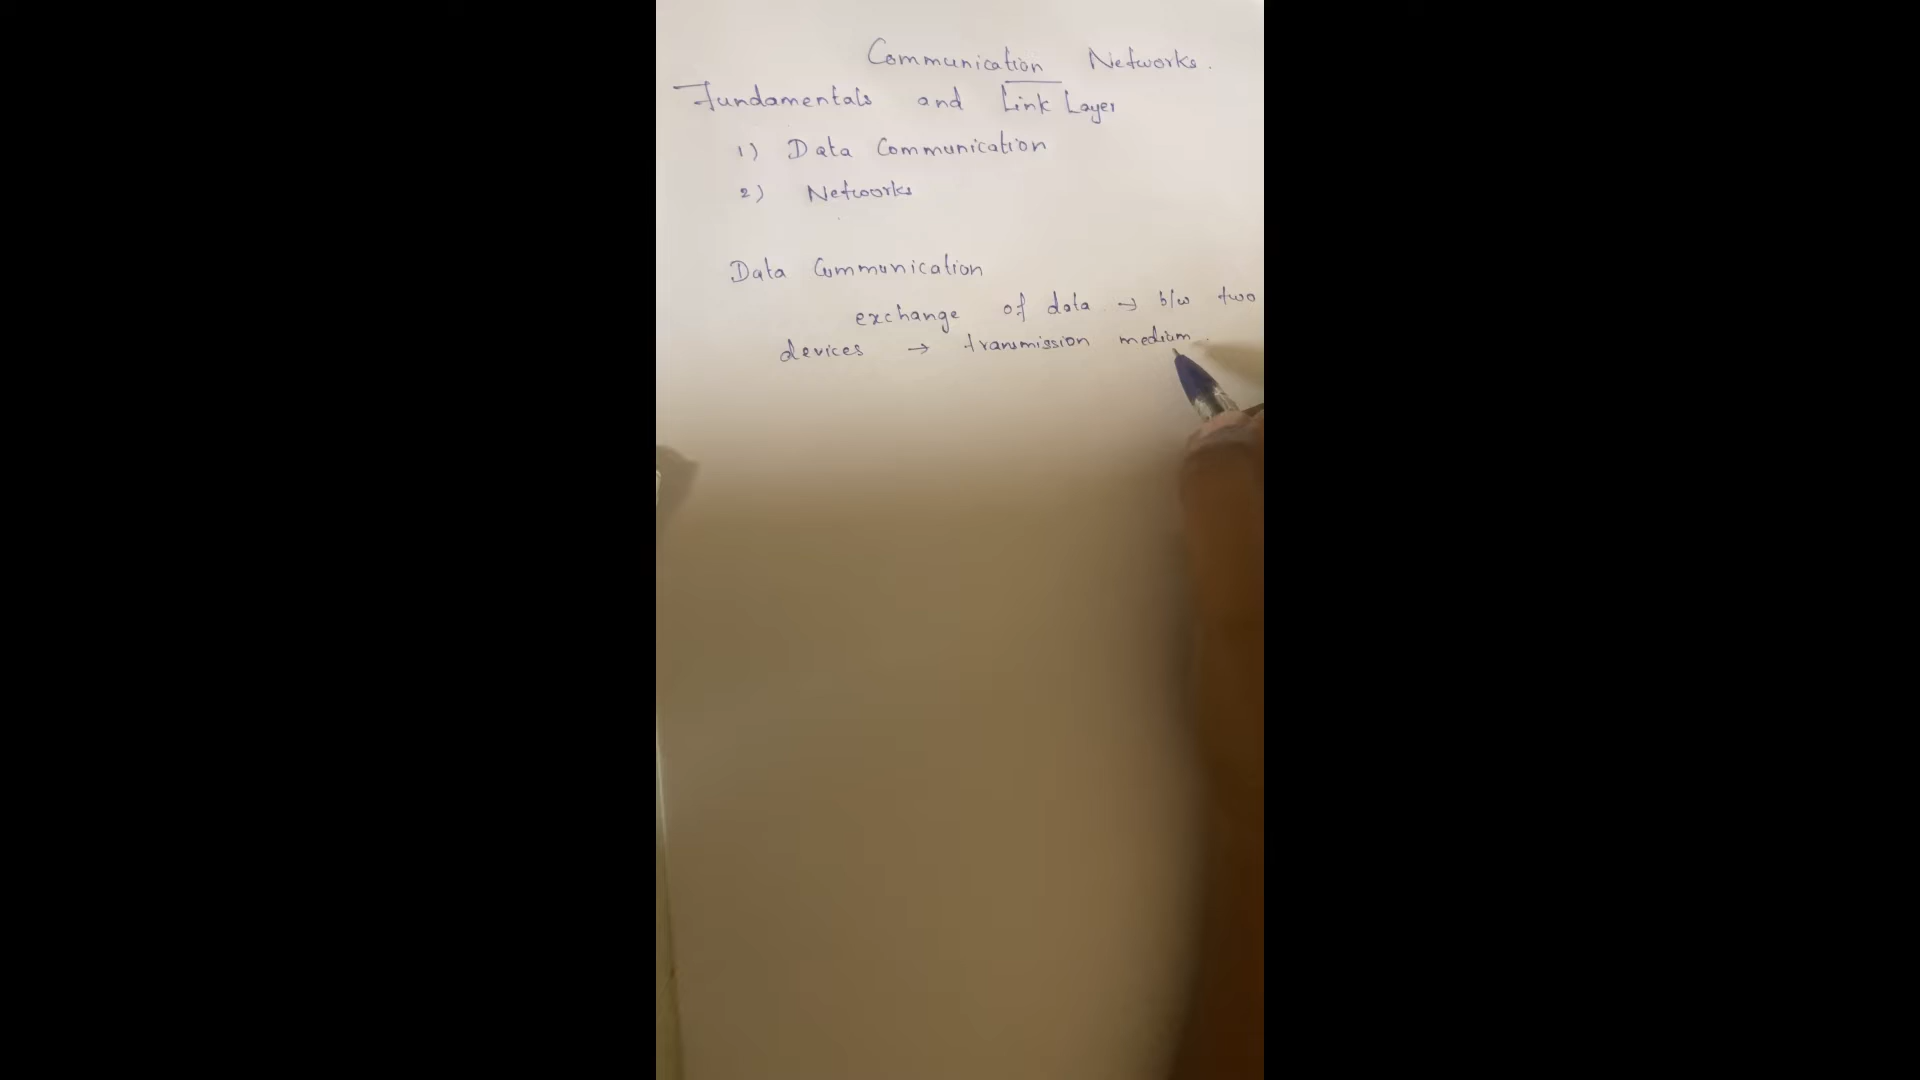 Communication Networks.
Fundamentals and Link Layer
1) Data Communication
2) Networks
Data Communication
exchange of data → b/w two
devices → transmission medium.